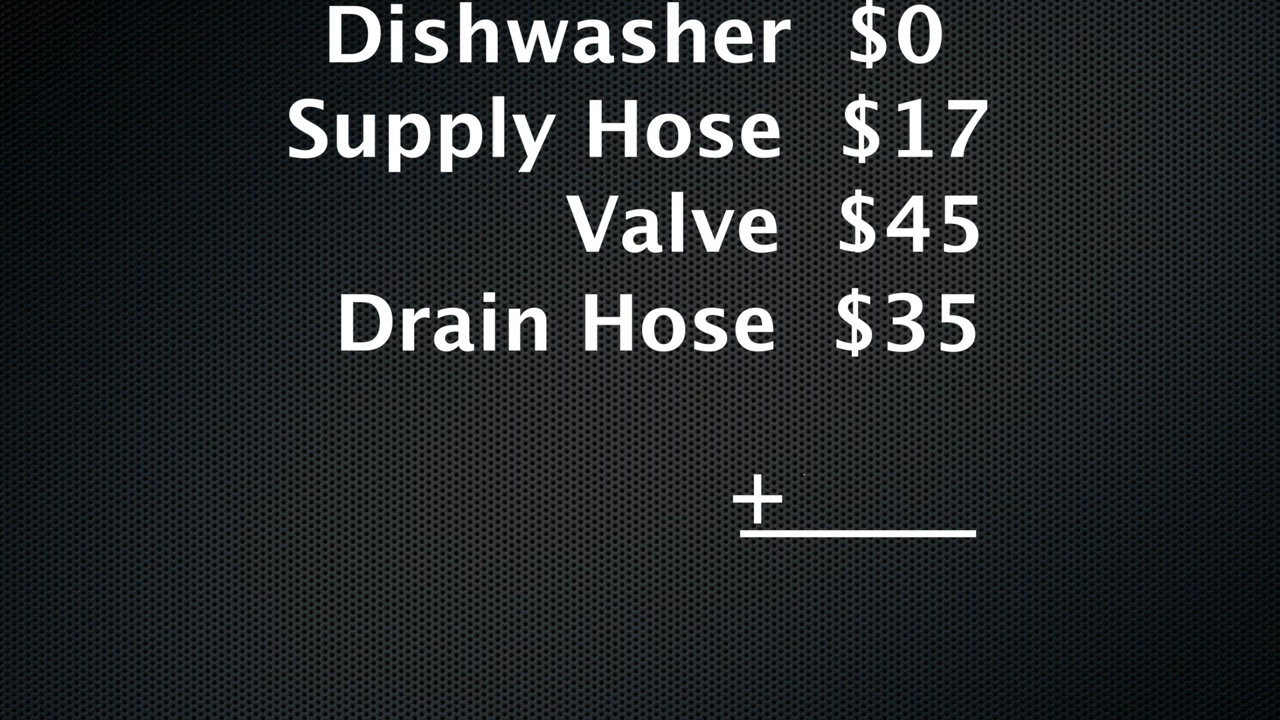 Dishwasher $0
Supply Hose $17
Valve $45
Drain Hose $35
+